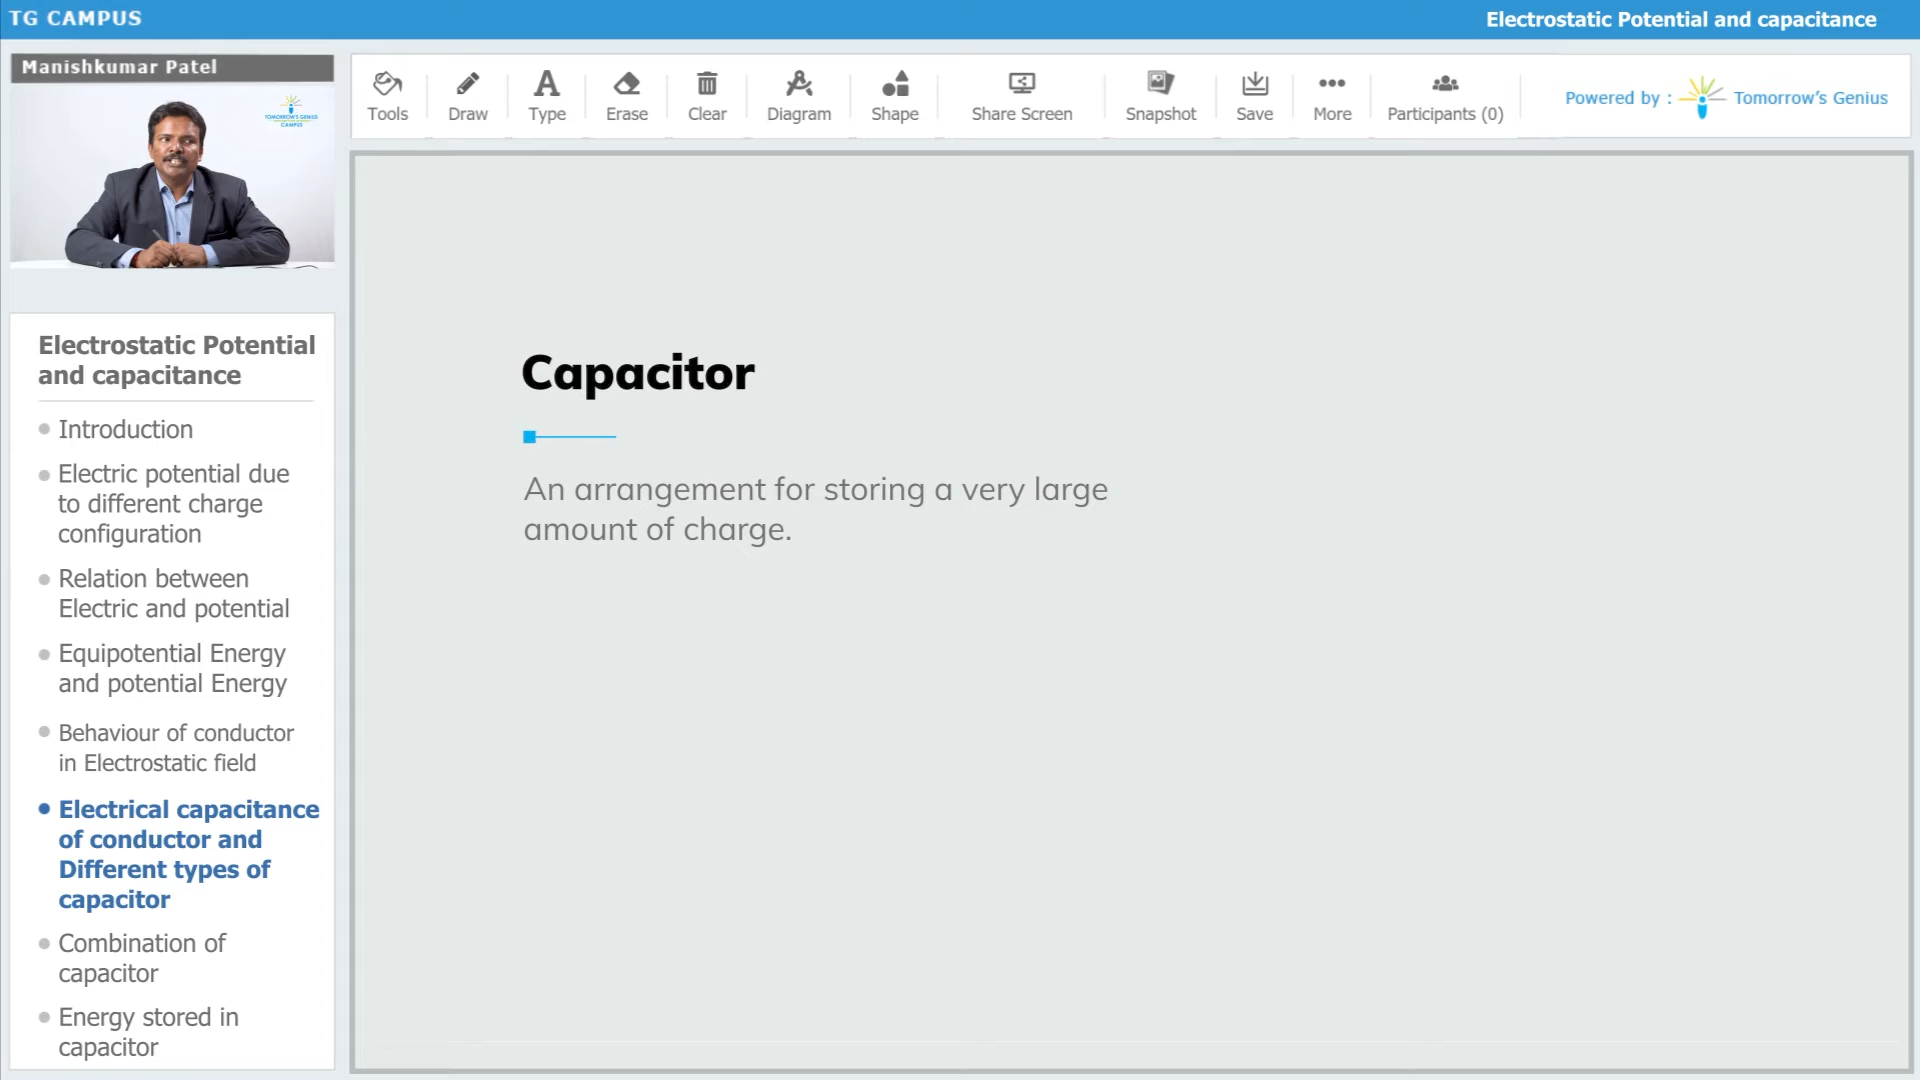 TG CAMPUS
Electrostatic Potential and capacitance
Manishkumar Patel
TOMORROW'S GENIUS
CAMPUS
Tools
Draw
Type
Erase
Clear
Diagram
Shape
Share Screen
Snapshot
Save
More
Participants (0)
Powered by :
Tomorrow's Genius
Electrostatic Potential
and capacitance
Introduction
Electric potential due
to different charge
configuration
Relation between
Electric and potential
Equipotential Energy
and potential Energy
Behaviour of conductor
in Electrostatic field
Electrical capacitance
of conductor and
Different types of
capacitor
Combination of
capacitor
Energy stored in
capacitor
Capacitor
An arrangement for storing a very large
amount of charge.